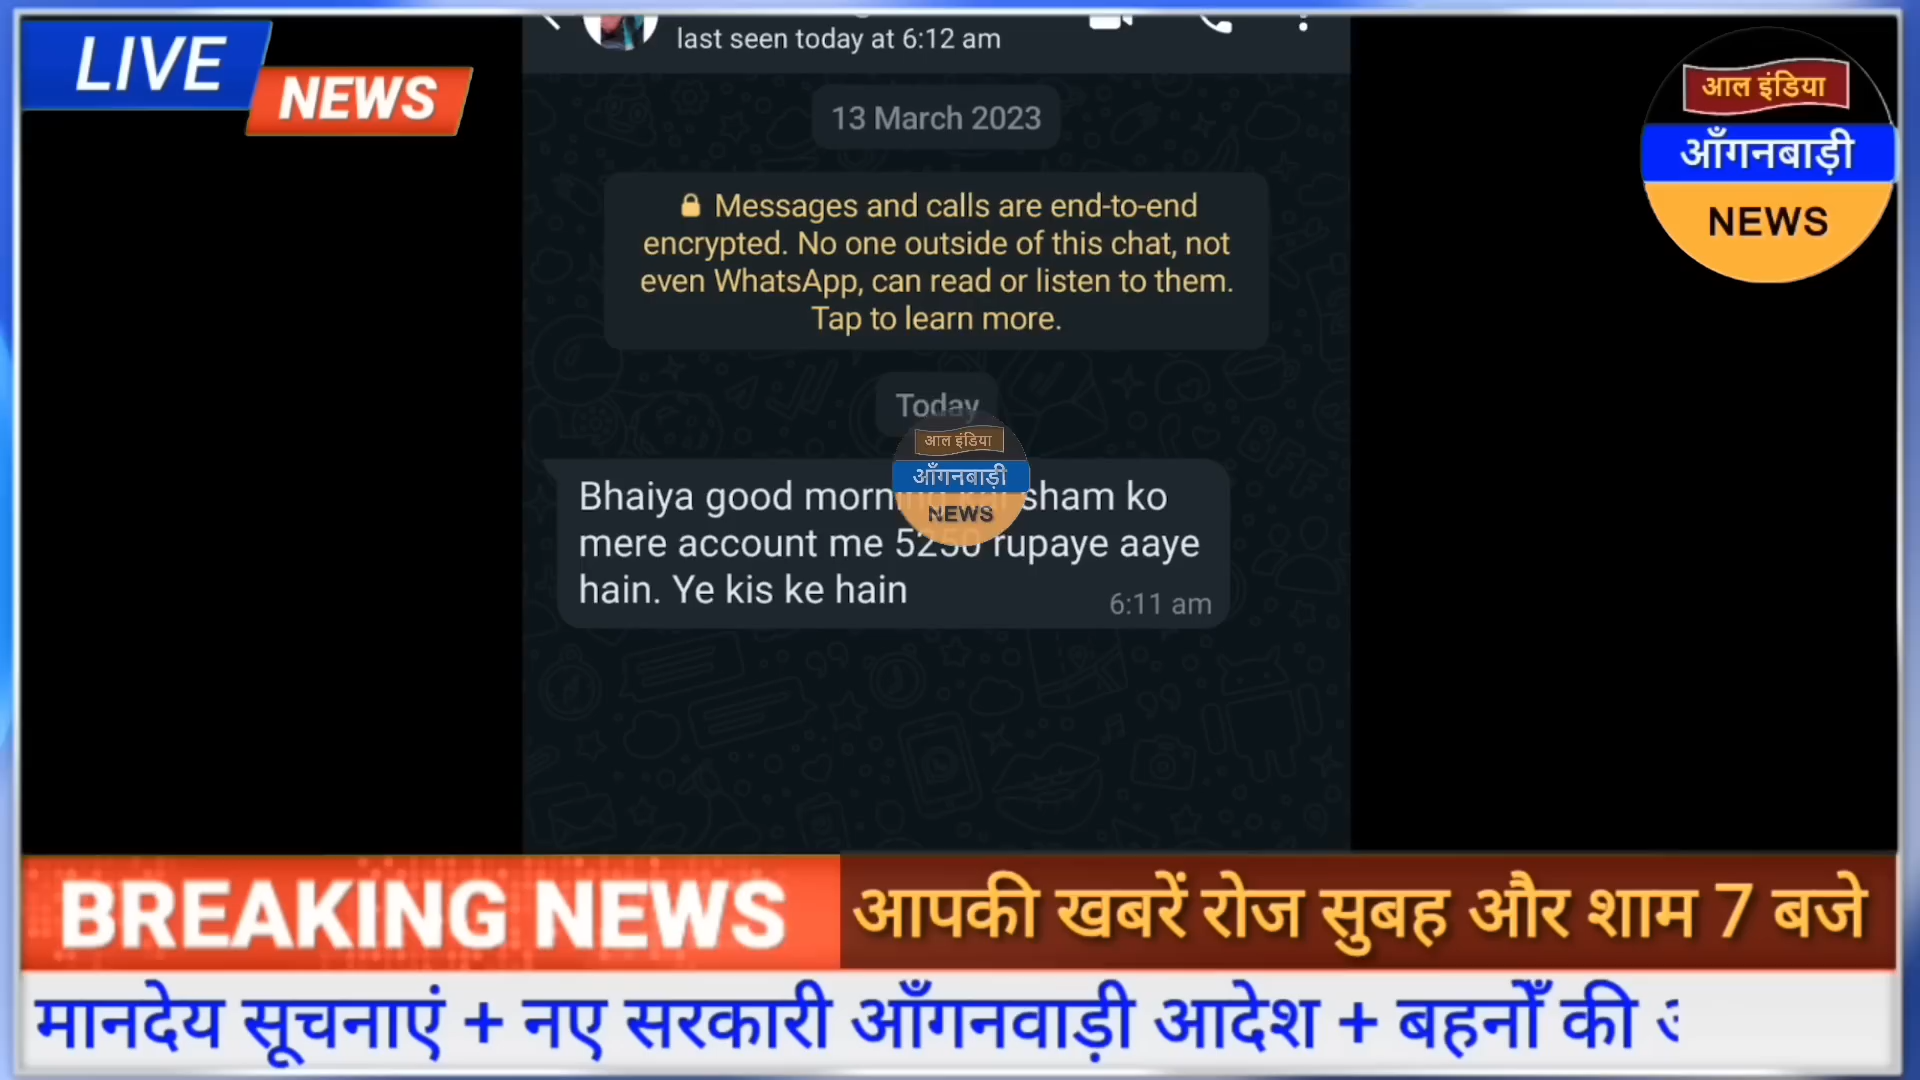 LIVE
NEWS
last seen today at 6:12 am
आल इंडिया
आँगनबाड़ी
NEWS
13 March 2023
Messages and calls are end-to-end
encrypted. No one outside of this chat, not
even WhatsApp, can read or listen to them.
Tap to learn more.
Today
आल इंडिया
आँगनबाड़ी
NEWS
Bhaiya good morning sham ko
mere account me 5250 rupaye aaye
hain. Ye kis ke hain
6:11 am
BREAKING NEWS
आपकी खबरें रोज सुबह और शाम 7 बजे
मानदेय सूचनाएं + नए सरकारी आँगनवाड़ी आदेश + बहनोँ की